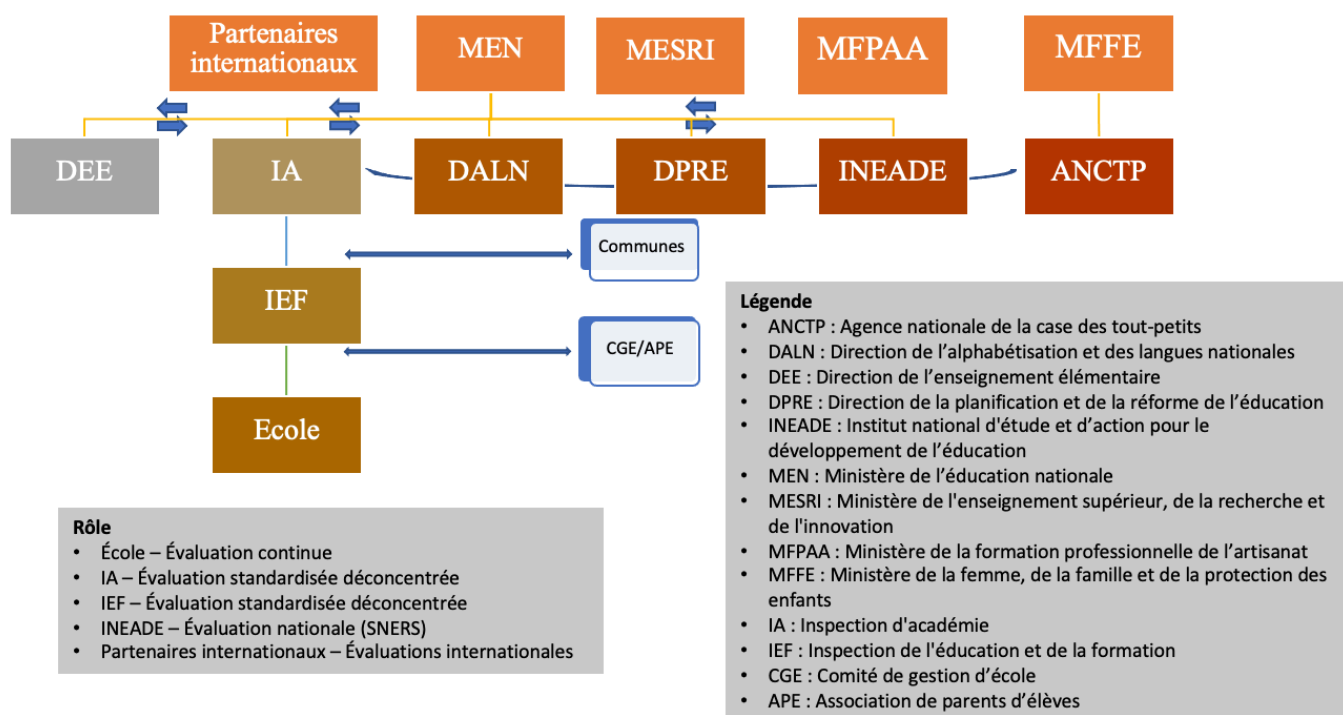 Partenaires
internationaux
MEN
MESRI
MFPAA
MFFE
DEE
IA
DALN
DPRE
INEADE
ANCTP
Communes
IEF
CGE/APE
Ecole
Rôle
• École – Évaluation continue
• IA – Évaluation standardisée déconcentrée
• IEF – Évaluation standardisée déconcentrée
• INEADE – Évaluation nationale (SNERS)
• Partenaires internationaux – Évaluations internationales
Légende
• ANCTP : Agence nationale de la case des tout-petits
• DALN : Direction de l’alphabétisation et des langues nationales
• DEE : Direction de l’enseignement élémentaire
• DPRE : Direction de la planification et de la réforme de l’éducation
• INEADE : Institut national d'étude et d’action pour le
développement de l’éducation
• MEN : Ministère de l’éducation nationale
• MESRI : Ministère de l'enseignement supérieur, de la recherche et
de l'innovation
• MFPAA : Ministère de la formation professionnelle de l’artisanat
• MFFE : Ministère de la femme, de la famille et de la protection des
enfants
• IA : Inspection d'académie
• IEF : Inspection de l'éducation et de la formation
• CGE : Comité de gestion d’école
• APE : Association de parents d’élèves